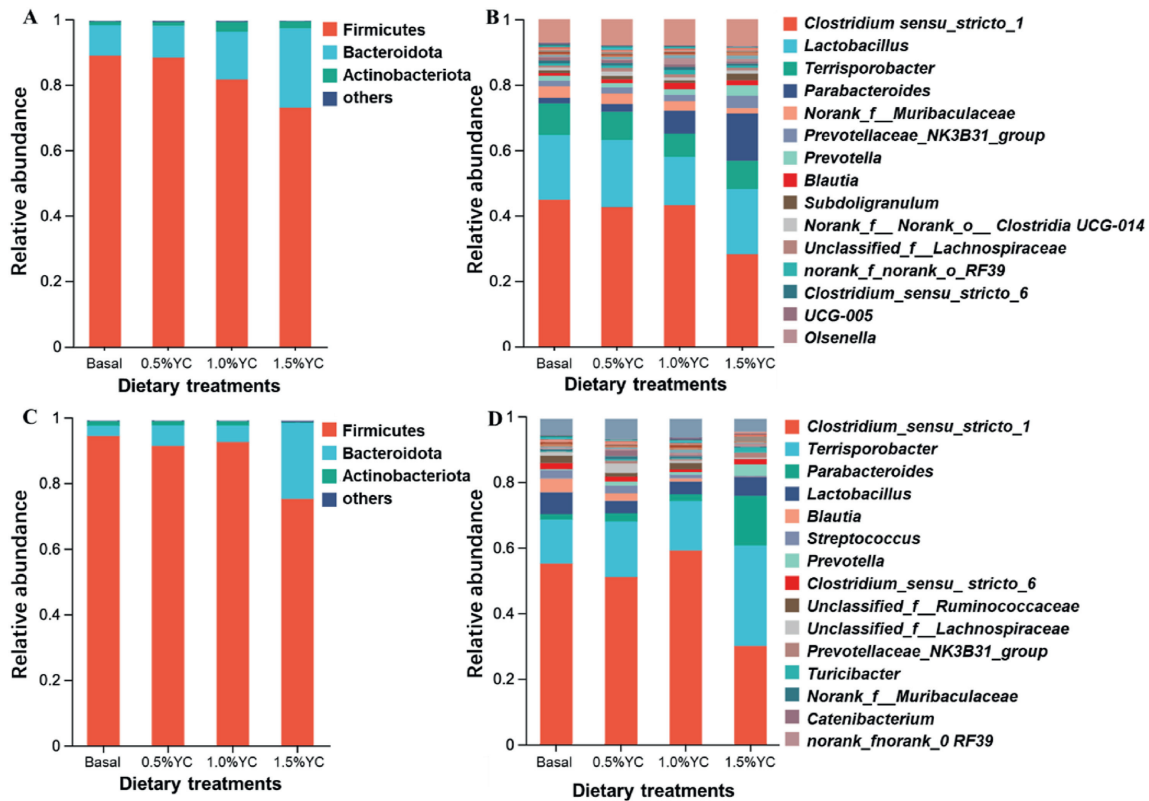 A
Relative abundance
1
0.8
0.6
0.4
0.2
0
Basal
0.5%YC
1.0%YC
1.5%YC
Dietary treatments
Firmicutes
Bacteroidota
Actinobacteriota
others
B
Relative abundance
1
0.8
0.6
0.4
0.2
0
Basal
0.5%YC
1.0%YC
1.5%YC
Dietary treatments
Clostridium sensu_stricto_1
Lactobacillus
Terrisporobacter
Parabacteroides
Norank_f__Muribaculaceae
Prevotellaceae_NK3B31_group
Prevotella
Blautia
Subdoligranulum
Norank_f__ Norank_o__ Clostridia UCG-014
Unclassified_f__Lachnospiraceae
norank_f_norank_o_RF39
Clostridium_sensu_stricto_6
UCG-005
Olsenella
C
Relative abundance
1
0.8
0.6
0.4
0.2
0
Basal
0.5%YC
1.0%YC
1.5%YC
Dietary treatments
Firmicutes
Bacteroidota
Actinobacteriota
others
D
Relative abundance
1
0.8
0.6
0.4
0.2
0
Basal
0.5%YC
1.0%YC
1.5%YC
Dietary treatments
Clostridium_sensu_stricto_1
Terrisporobacter
Parabacteroides
Lactobacillus
Blautia
Streptococcus
Prevotella
Clostridium_sensu_ stricto_6
Unclassified_f__Ruminococcaceae
Unclassified_f__Lachnospiraceae
Prevotellaceae_NK3B31_group
Turicibacter
Norank_f__Muribaculaceae
Catenibacterium
norank_fnorank_0 RF39